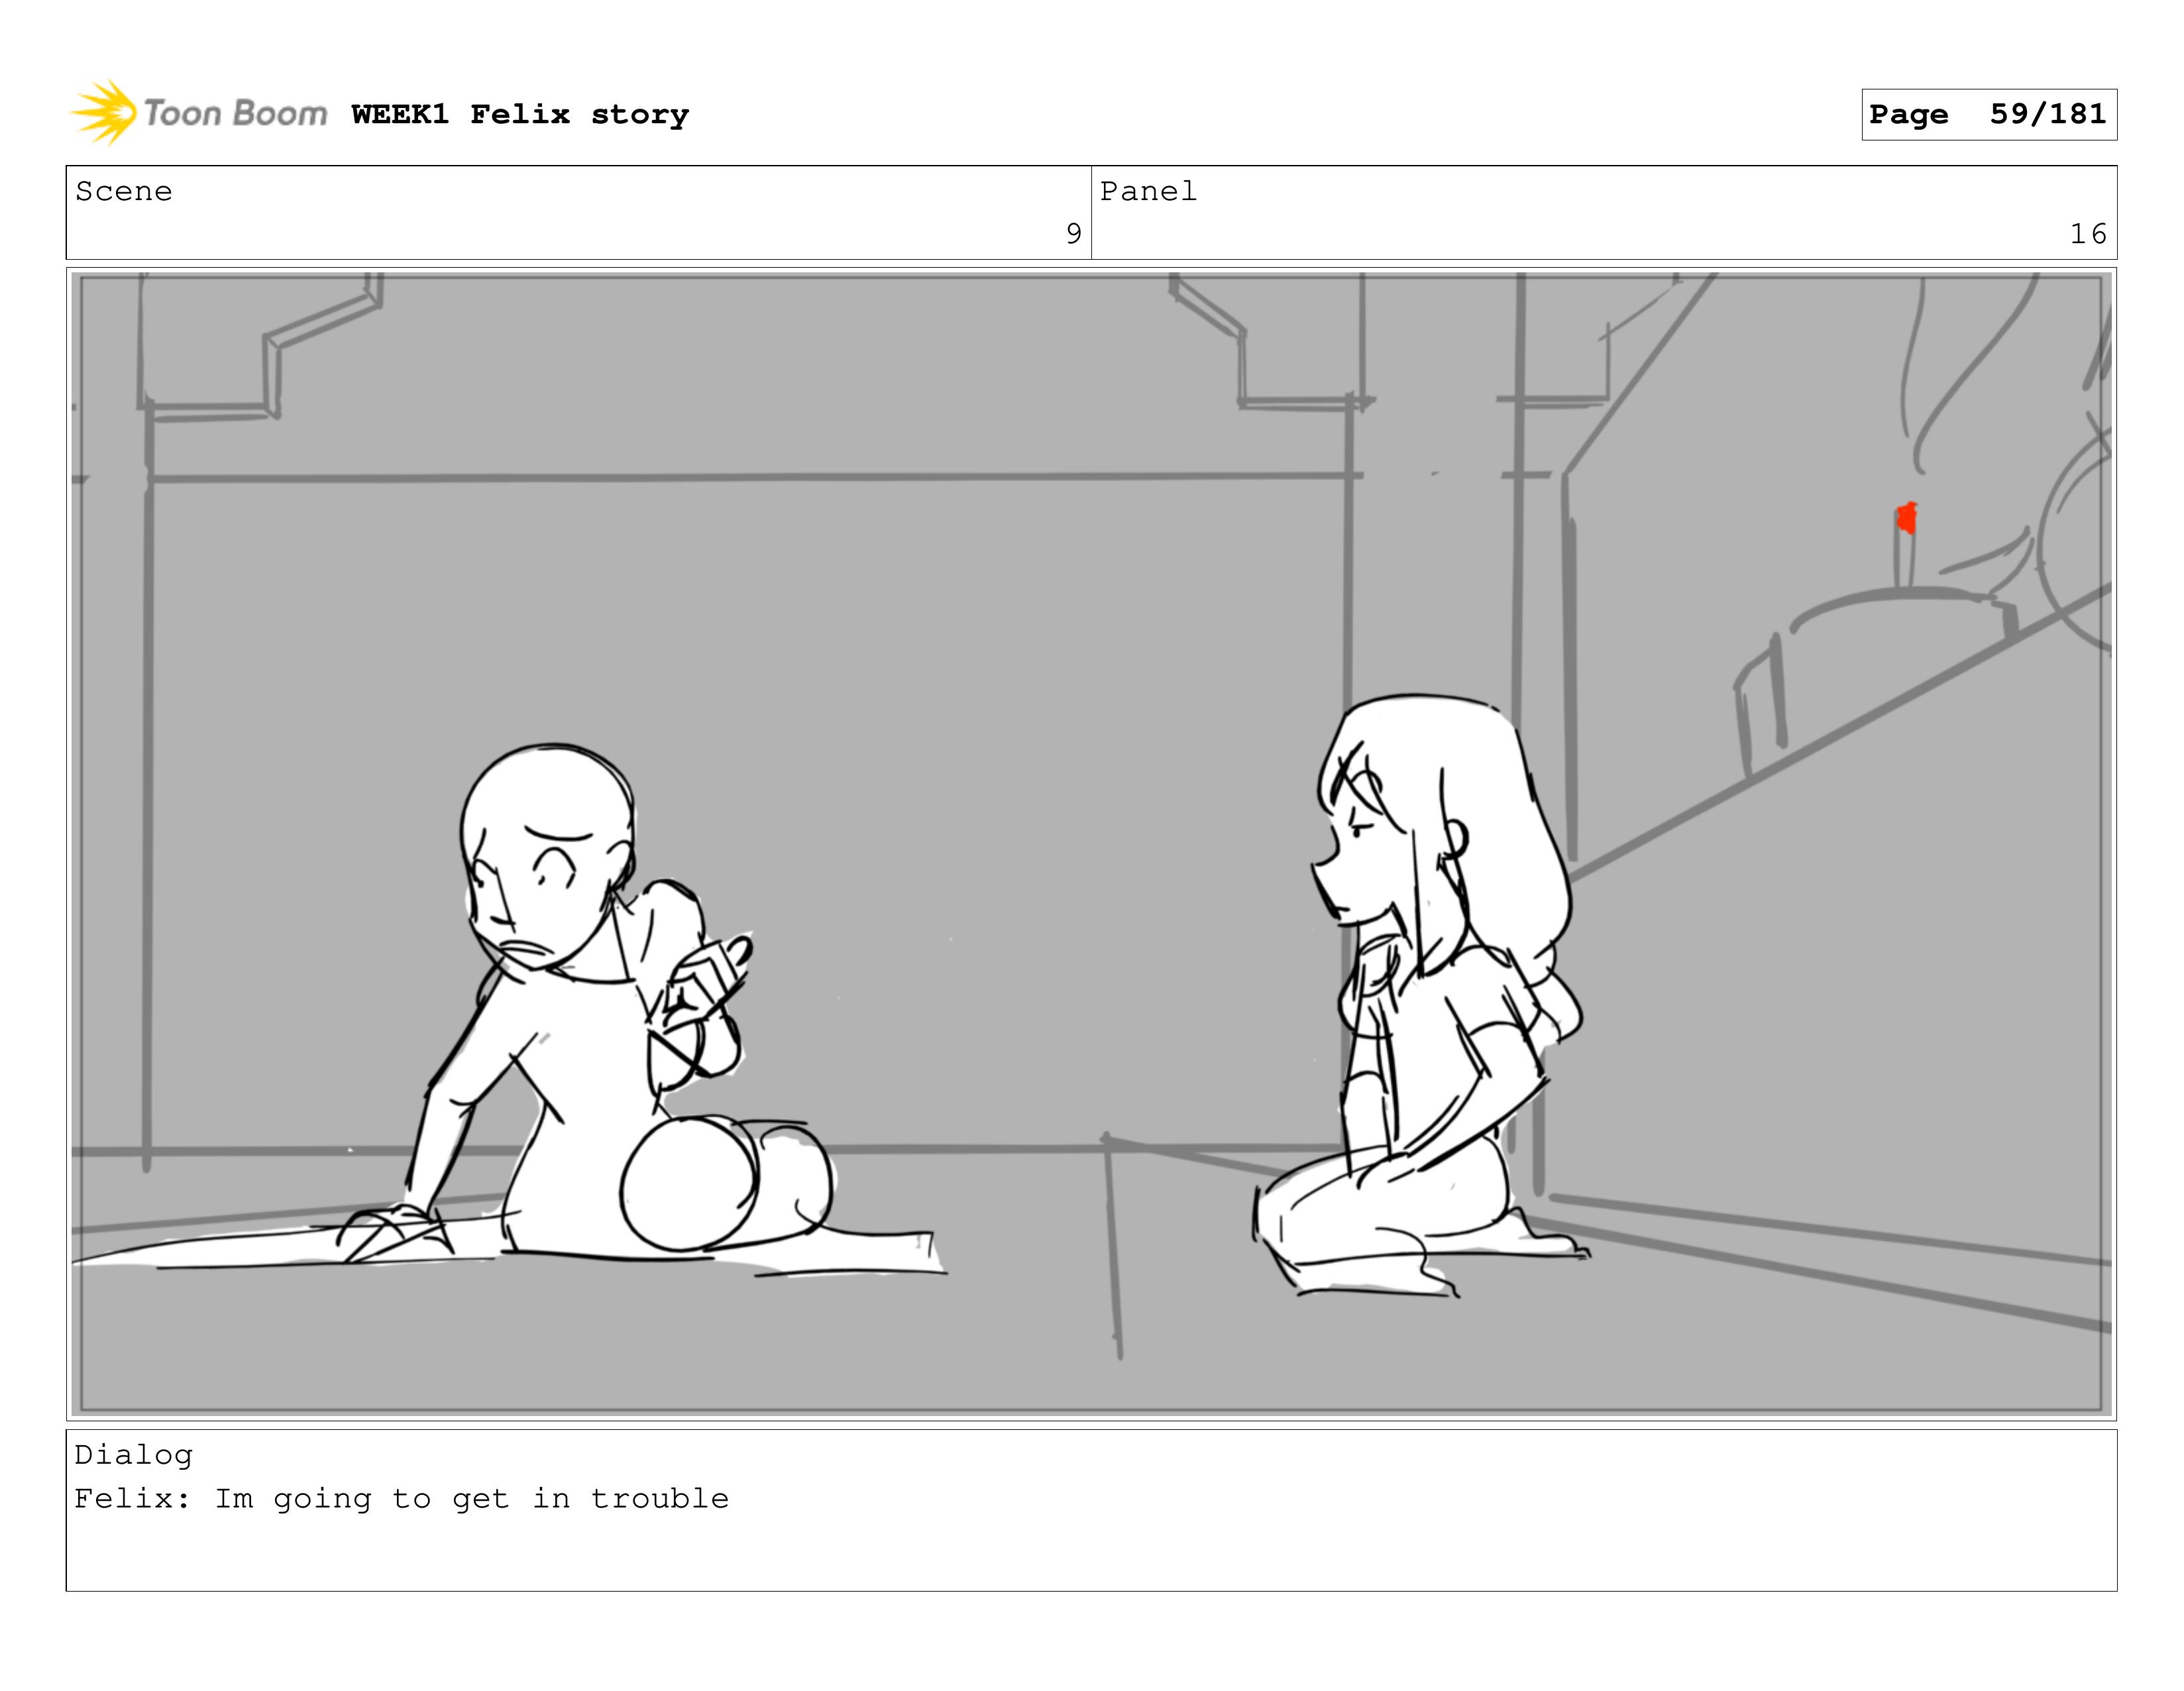 Toon Boom WEEK1 Felix story
Page 59/181
Scene
9
Panel
16
Dialog
Felix: Im going to get in trouble